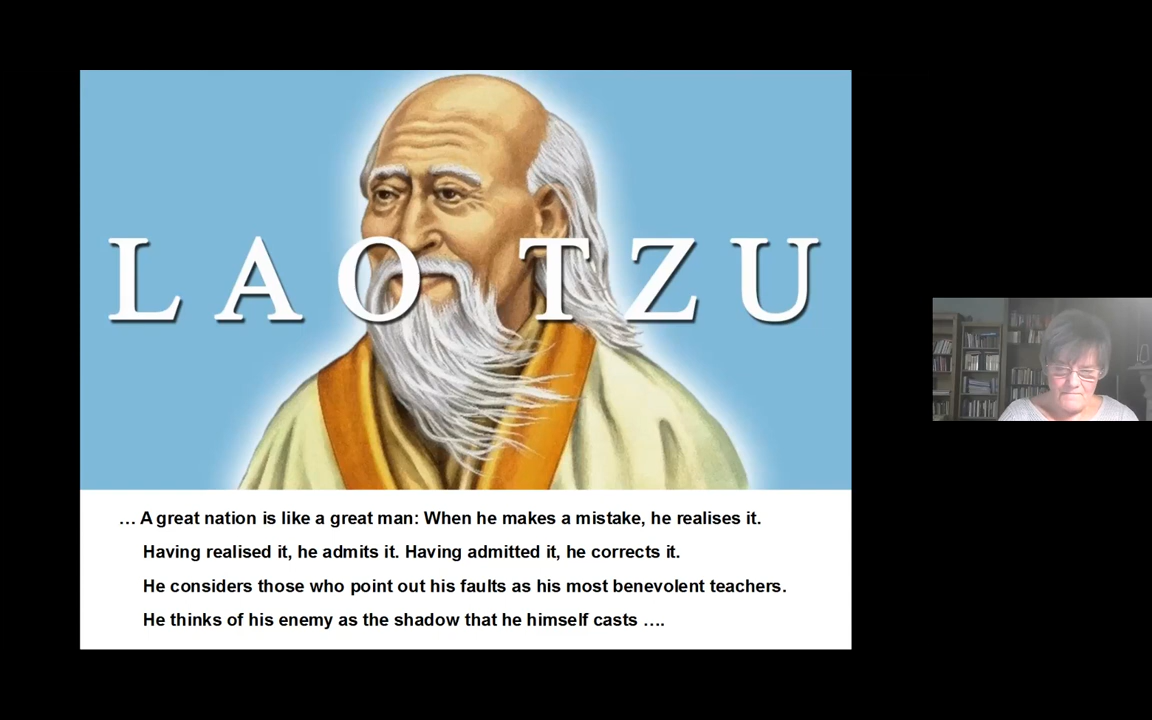 LAO TZU
… A great nation is like a great man: When he makes a mistake, he realises it.
Having realised it, he admits it. Having admitted it, he corrects it.
He considers those who point out his faults as his most benevolent teachers.
He thinks of his enemy as the shadow that he himself casts ….